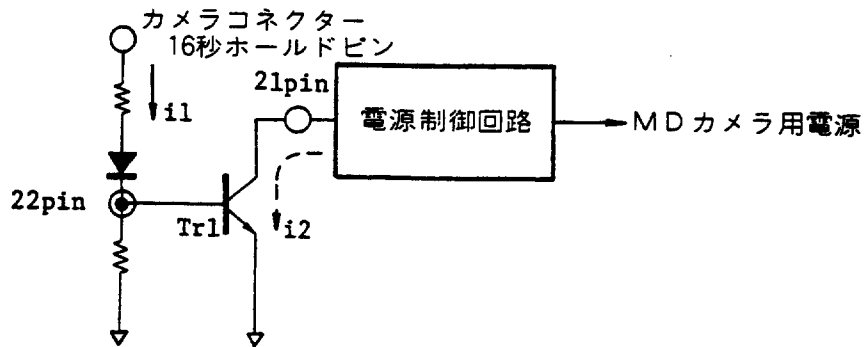 カメラコネクター
16秒ホールドピン
i1
21pin
電源制御回路
MDカメラ用電源
22pin
Tr1
i2